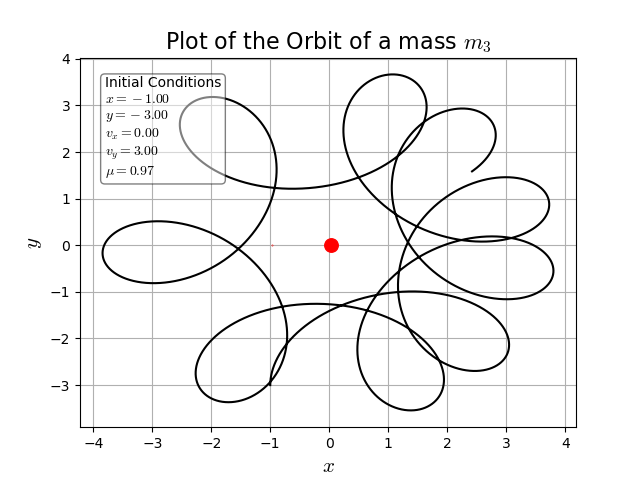 Plot of the Orbit of a mass m₃
Initial Conditions
x = −1.00
y = −3.00
vₓ = 0.00
v_y = 3.00
μ = 0.97
4
3
2
1
0
−1
−2
−3
y
−4 −3 −2 −1 0 1 2 3 4
x